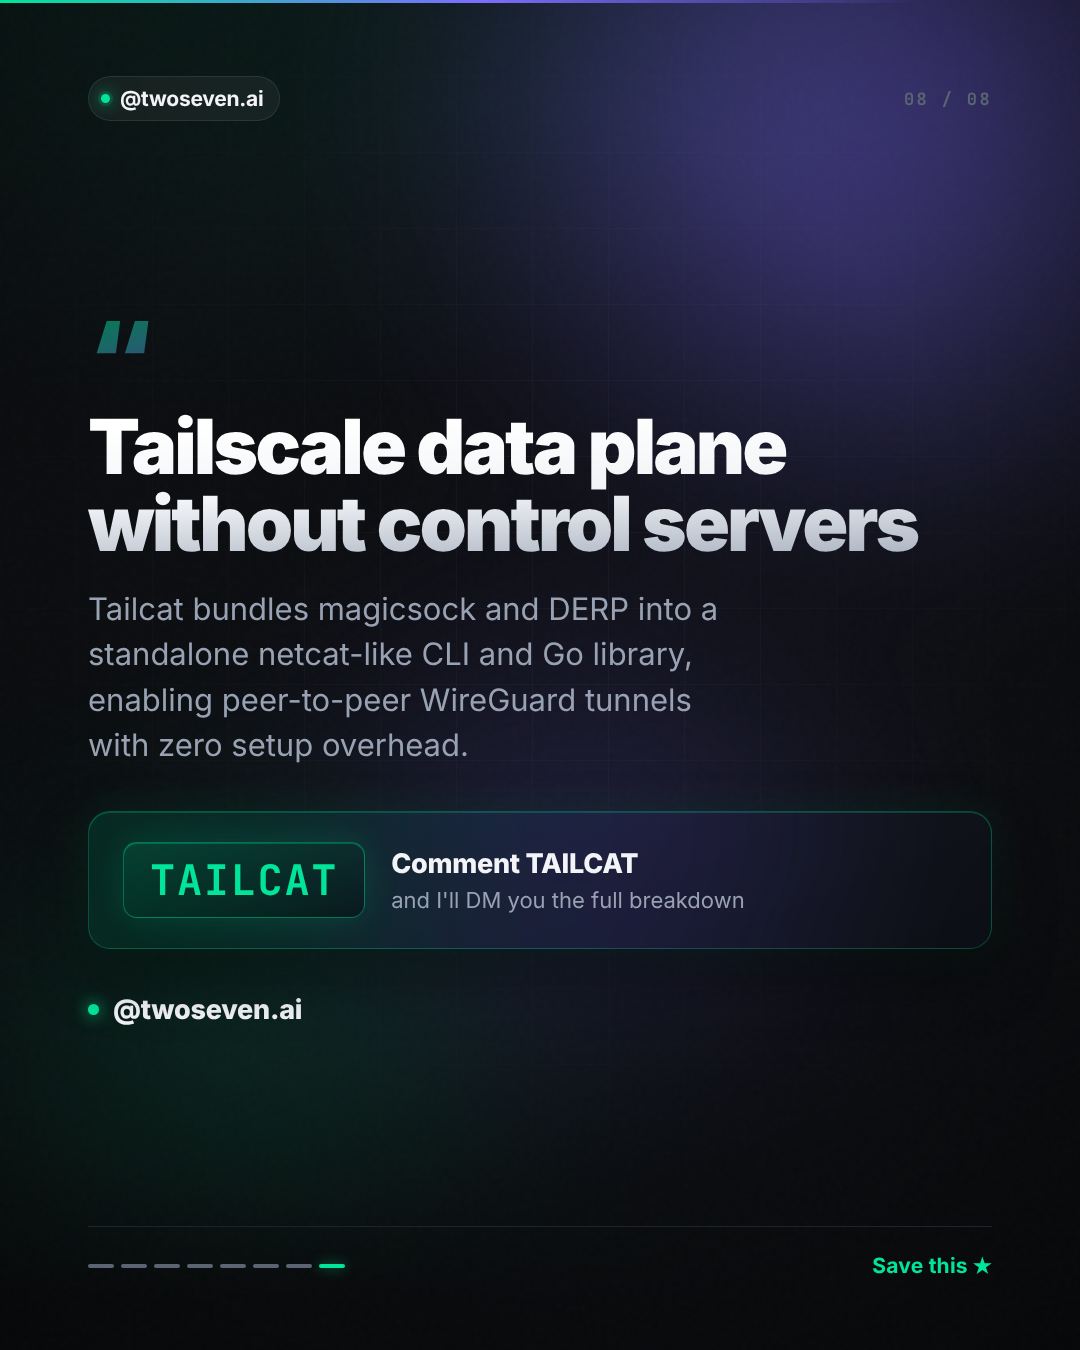 @twoseven.ai
08 / 08
“
Tailscale data plane
without control servers
Tailcat bundles magicsock and DERP into a
standalone netcat-like CLI and Go library,
enabling peer-to-peer WireGuard tunnels
with zero setup overhead.
TAILCAT
Comment TAILCAT
and I'll DM you the full breakdown
@twoseven.ai
Save this ★